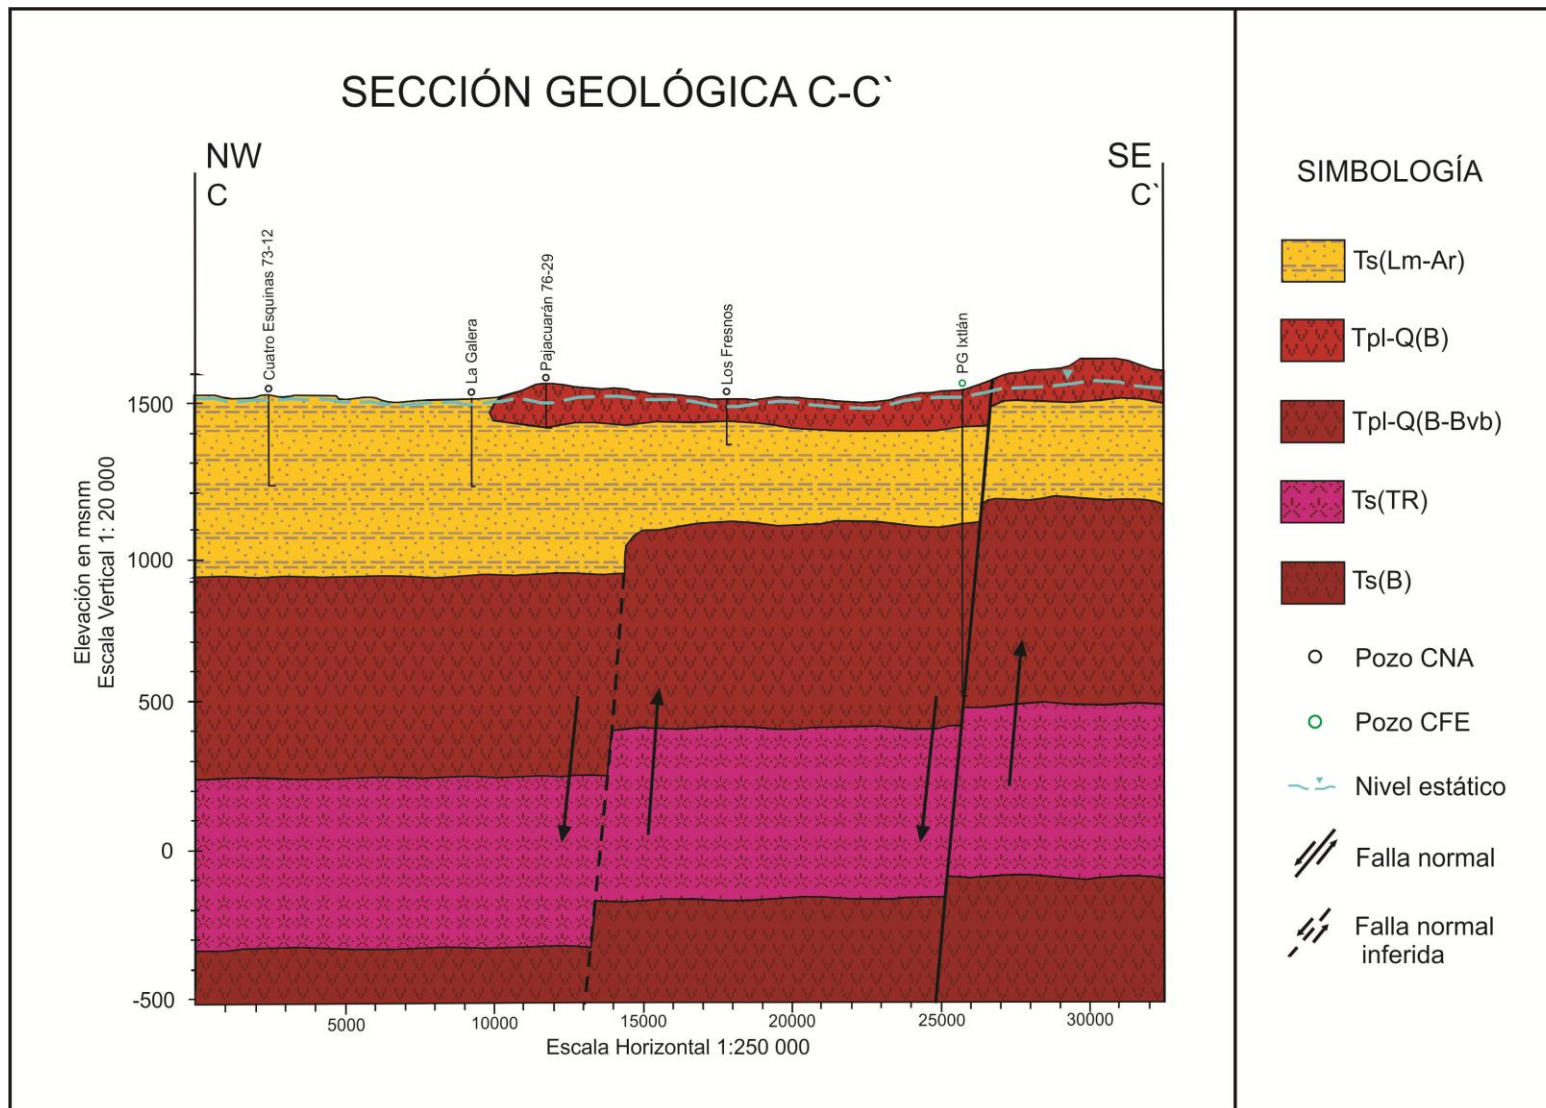 SECCIÓN GEOLÓGICA C-C`
NW
C
SE
C`
Cuatro Esquinas 73-12
La Galera
Pajacuarán 76-29
Los Fresnos
PG Ixtlán
1500
1000
500
0
-500
Elevación en msnm
Escala Vertical 1: 20 000
5000
10000
15000
20000
25000
30000
Escala Horizontal 1:250 000
SIMBOLOGÍA
Ts(Lm-Ar)
Tpl-Q(B)
Tpl-Q(B-Bvb)
Ts(TR)
Ts(B)
Pozo CNA
Pozo CFE
Nivel estático
Falla normal
Falla normal
inferida